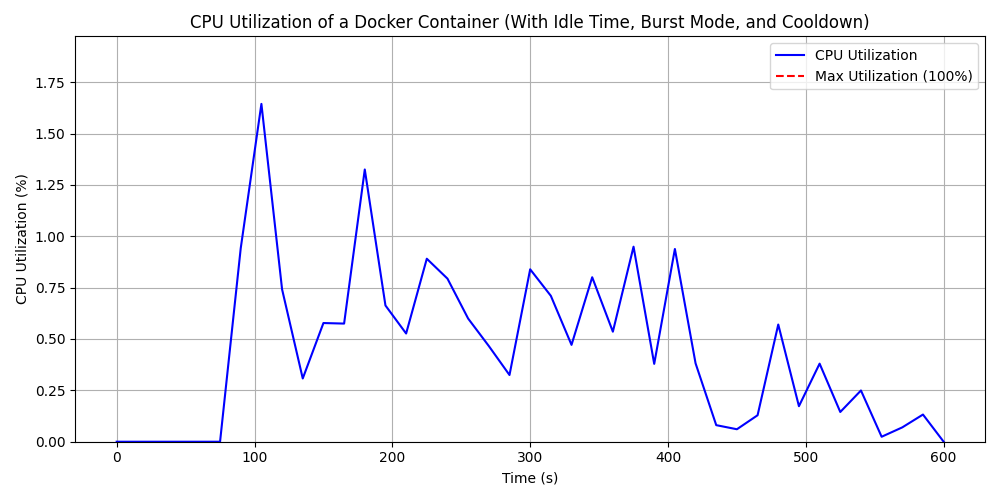 CPU Utilization of a Docker Container (With Idle Time, Burst Mode, and Cooldown)
CPU Utilization
Max Utilization (100%)
CPU Utilization (%)
1.75
1.50
1.25
1.00
0.75
0.50
0.25
0.00
0 100 200 300 400 500 600
Time (s)